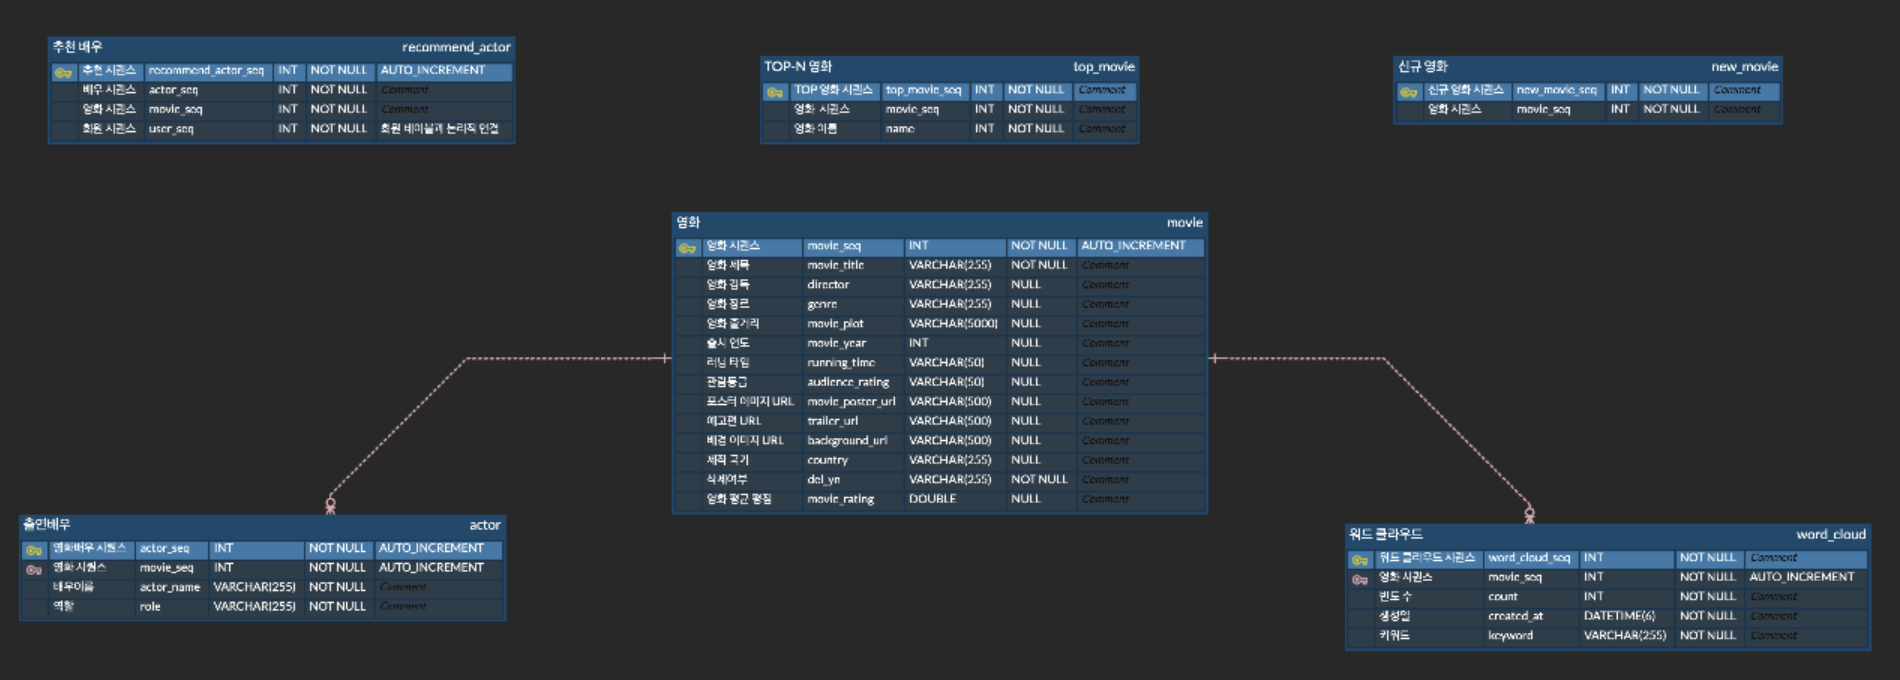 추천 배우 recommend_actor
추천 시퀀스 recommend_actor_seq INT NOT NULL AUTO_INCREMENT
배우 시퀀스 actor_seq INT NOT NULL Comment
영화 시퀀스 movie_seq INT NOT NULL Comment
회원 시퀀스 user_seq INT NOT NULL 회원 테이블과 논리적 연결
TOP-N 영화 top_movie
TOP 영화 시퀀스 top_movie_seq INT NOT NULL Comment
영화 시퀀스 movie_seq INT NOT NULL Comment
영화 이름 name INT NOT NULL Comment
신규 영화 new_movie
신규 영화 시퀀스 new_movie_seq INT NOT NULL Comment
영화 시퀀스 movie_seq INT NOT NULL Comment
영화 movie
영화 시퀀스 movie_seq INT NOT NULL AUTO_INCREMENT
영화 제목 movie_title VARCHAR(255) NOT NULL Comment
영화 감독 director VARCHAR(255) NULL Comment
영화 장르 genre VARCHAR(255) NULL Comment
영화 줄거리 movie_plot VARCHAR(5000) NULL Comment
출시 연도 movie_year INT NULL Comment
러닝 타임 running_time VARCHAR(50) NULL Comment
관람등급 audience_rating VARCHAR(50) NULL Comment
포스터 이미지 URL movie_poster_url VARCHAR(500) NULL Comment
예고편 URL trailer_url VARCHAR(500) NULL Comment
배경 이미지 URL background_url VARCHAR(500) NULL Comment
제작 국가 country VARCHAR(255) NULL Comment
삭제여부 del_yn VARCHAR(255) NOT NULL Comment
영화 평균 평점 movie_rating DOUBLE NULL Comment
출연배우 actor
영화배우 시퀀스 actor_seq INT NOT NULL AUTO_INCREMENT
영화 시퀀스 movie_seq INT NOT NULL AUTO_INCREMENT
배우이름 actor_name VARCHAR(255) NOT NULL Comment
역할 role VARCHAR(255) NOT NULL Comment
워드 클라우드 word_cloud
워드 클라우드 시퀀스 word_cloud_seq INT NOT NULL Comment
영화 시퀀스 movie_seq INT NOT NULL AUTO_INCREMENT
빈도 수 count INT NOT NULL Comment
생성일 created_at DATETIME(6) NOT NULL Comment
키워드 keyword VARCHAR(255) NOT NULL Comment